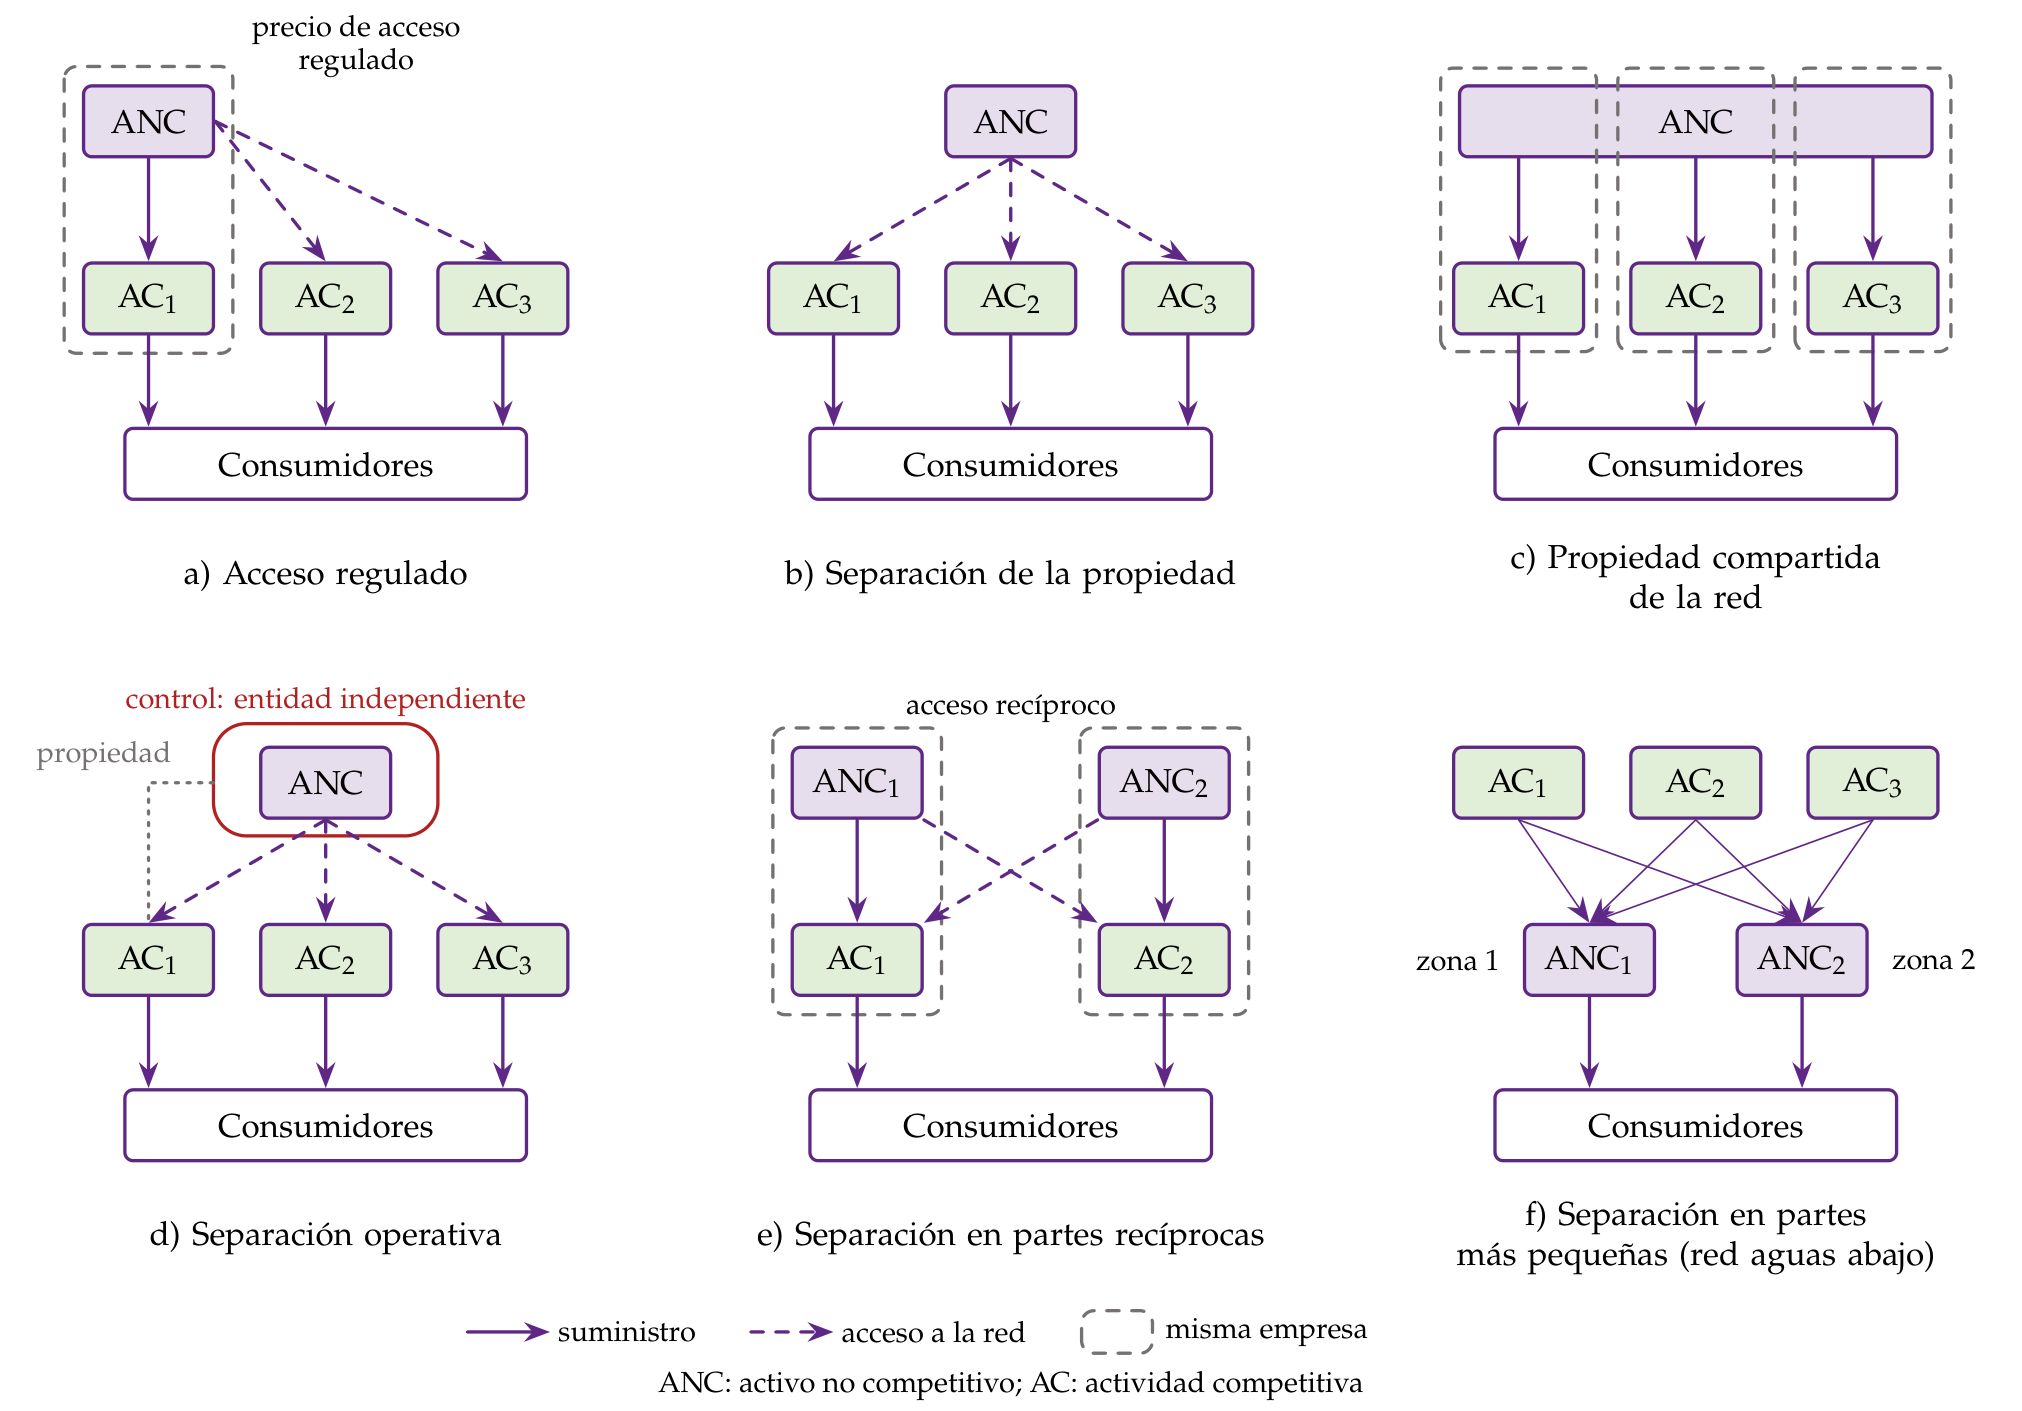 precio de acceso
regulado
ANC
AC1
AC2
AC3
Consumidores
a) Acceso regulado
ANC
AC1
AC2
AC3
Consumidores
b) Separación de la propiedad
ANC
AC1
AC2
AC3
Consumidores
c) Propiedad compartida
de la red
control: entidad independiente
propiedad
ANC
AC1
AC2
AC3
Consumidores
d) Separación operativa
acceso recíproco
ANC1
ANC2
AC1
AC2
Consumidores
e) Separación en partes recíprocas
AC1
AC2
AC3
zona 1
ANC1
ANC2
zona 2
Consumidores
f) Separación en partes
más pequeñas (red aguas abajo)
suministro
acceso a la red
misma empresa
ANC: activo no competitivo; AC: actividad competitiva